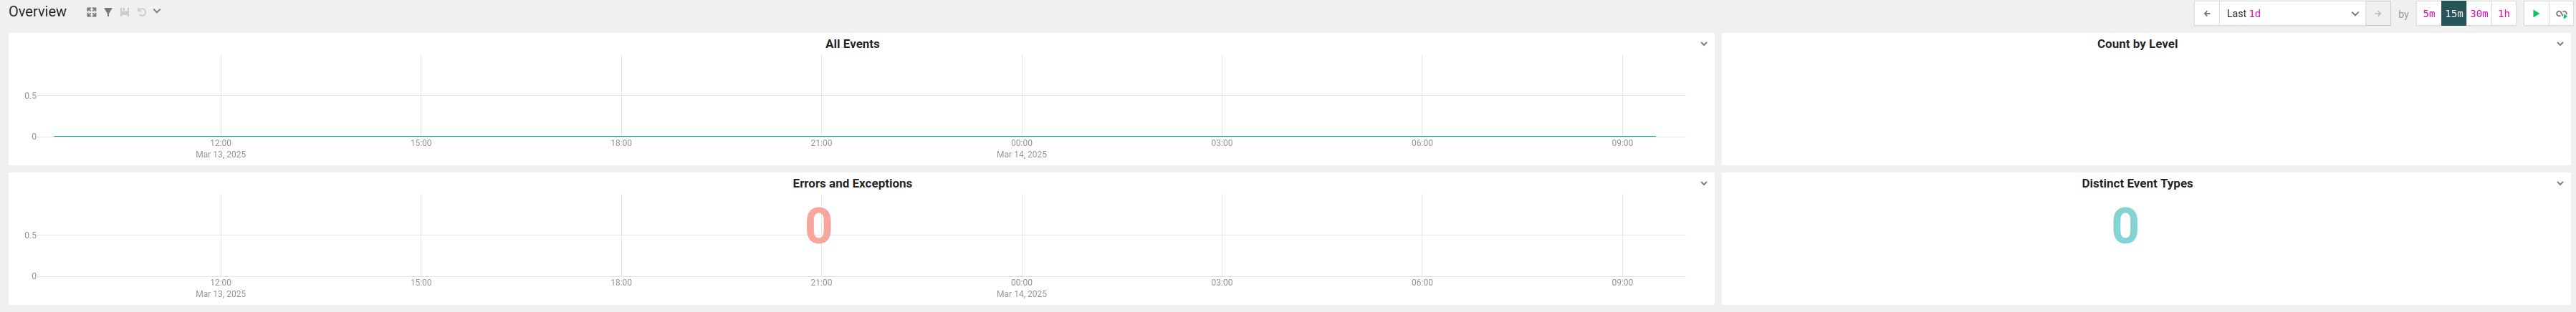 Overview
Last 1d by 5m 15m 30m 1h
All Events
0.5
0
12:00 15:00 18:00 21:00 00:00 03:00 06:00 09:00
Mar 13, 2025 Mar 14, 2025
Count by Level
Errors and Exceptions
0
0.5
0
12:00 15:00 18:00 21:00 00:00 03:00 06:00 09:00
Mar 13, 2025 Mar 14, 2025
Distinct Event Types
0